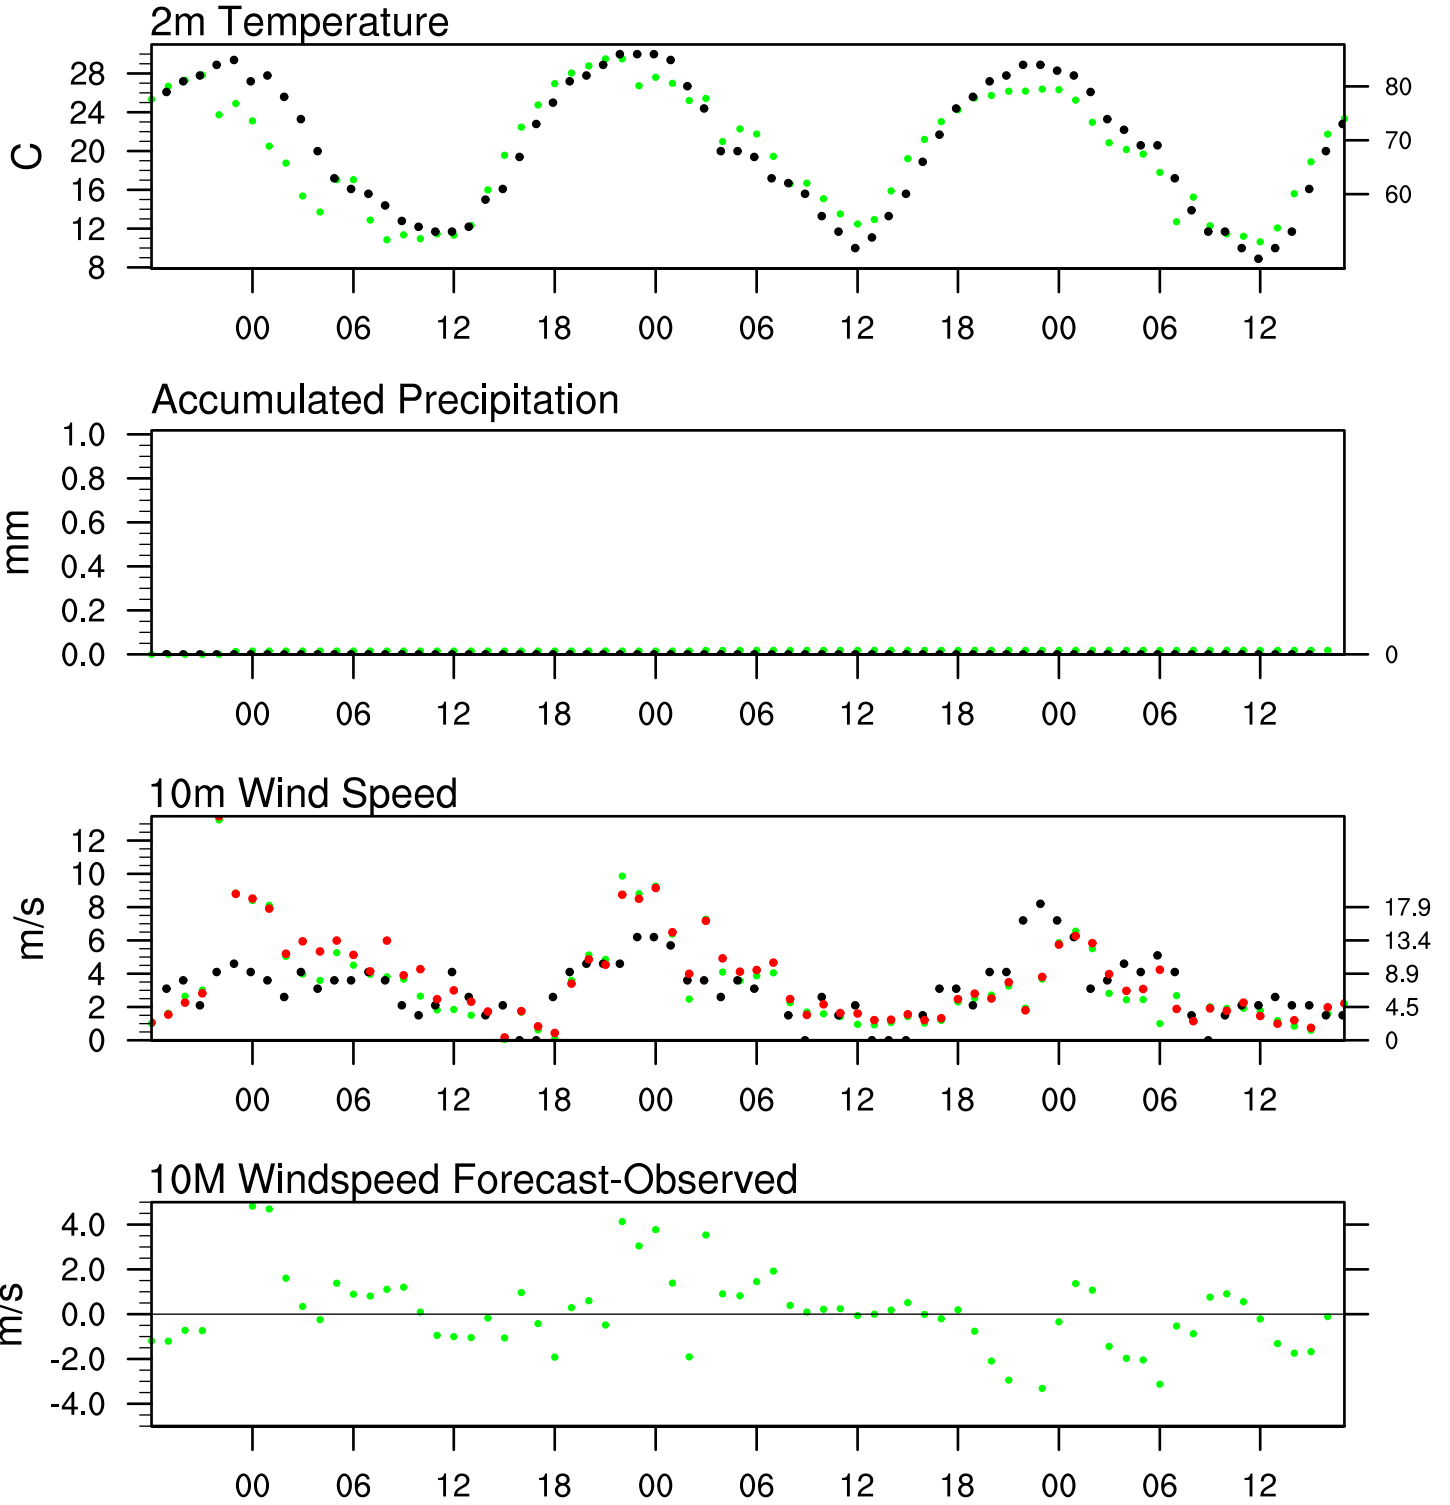 2m Temperature
C
28
24
20
16
12
8
80
70
60
00 06 12 18 00 06 12 18 00 06 12
Accumulated Precipitation
mm
1.0
0.8
0.6
0.4
0.2
0.0
0
00 06 12 18 00 06 12 18 00 06 12
10m Wind Speed
m/s
12
10
8
6
4
2
0
17.9
13.4
8.9
4.5
0
00 06 12 18 00 06 12 18 00 06 12
10M Windspeed Forecast-Observed
m/s
4.0
2.0
0.0
-2.0
-4.0
00 06 12 18 00 06 12 18 00 06 12